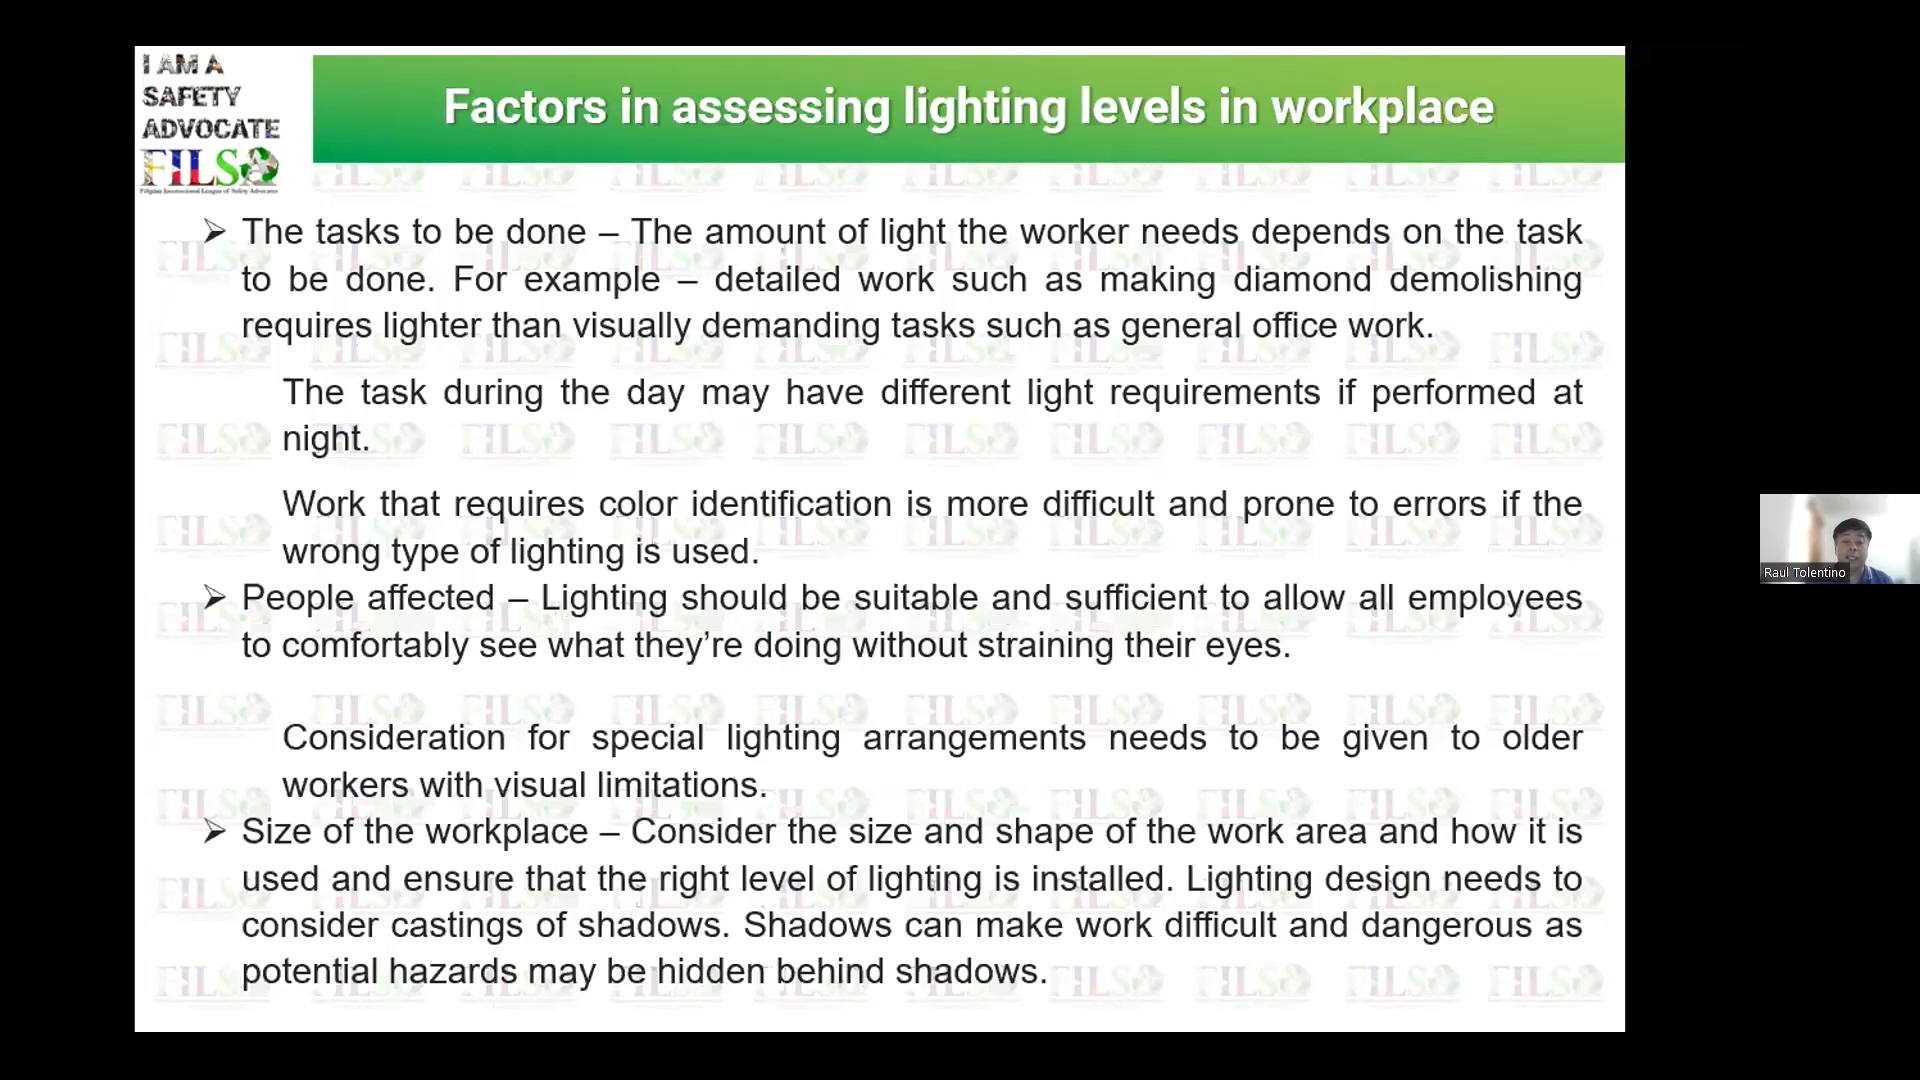 I AM A
SAFETY
ADVOCATE
FILSA
Filipino International League of Safety Advocates
Factors in assessing lighting levels in workplace
➢ The tasks to be done – The amount of light the worker needs depends on the task
to be done. For example – detailed work such as making diamond demolishing
requires lighter than visually demanding tasks such as general office work.
The task during the day may have different light requirements if performed at
night.
Work that requires color identification is more difficult and prone to errors if the
wrong type of lighting is used.
➢ People affected – Lighting should be suitable and sufficient to allow all employees
to comfortably see what they’re doing without straining their eyes.
Consideration for special lighting arrangements needs to be given to older
workers with visual limitations.
➢ Size of the workplace – Consider the size and shape of the work area and how it is
used and ensure that the right level of lighting is installed. Lighting design needs to
consider castings of shadows. Shadows can make work difficult and dangerous as
potential hazards may be hidden behind shadows.
Raul Tolentino